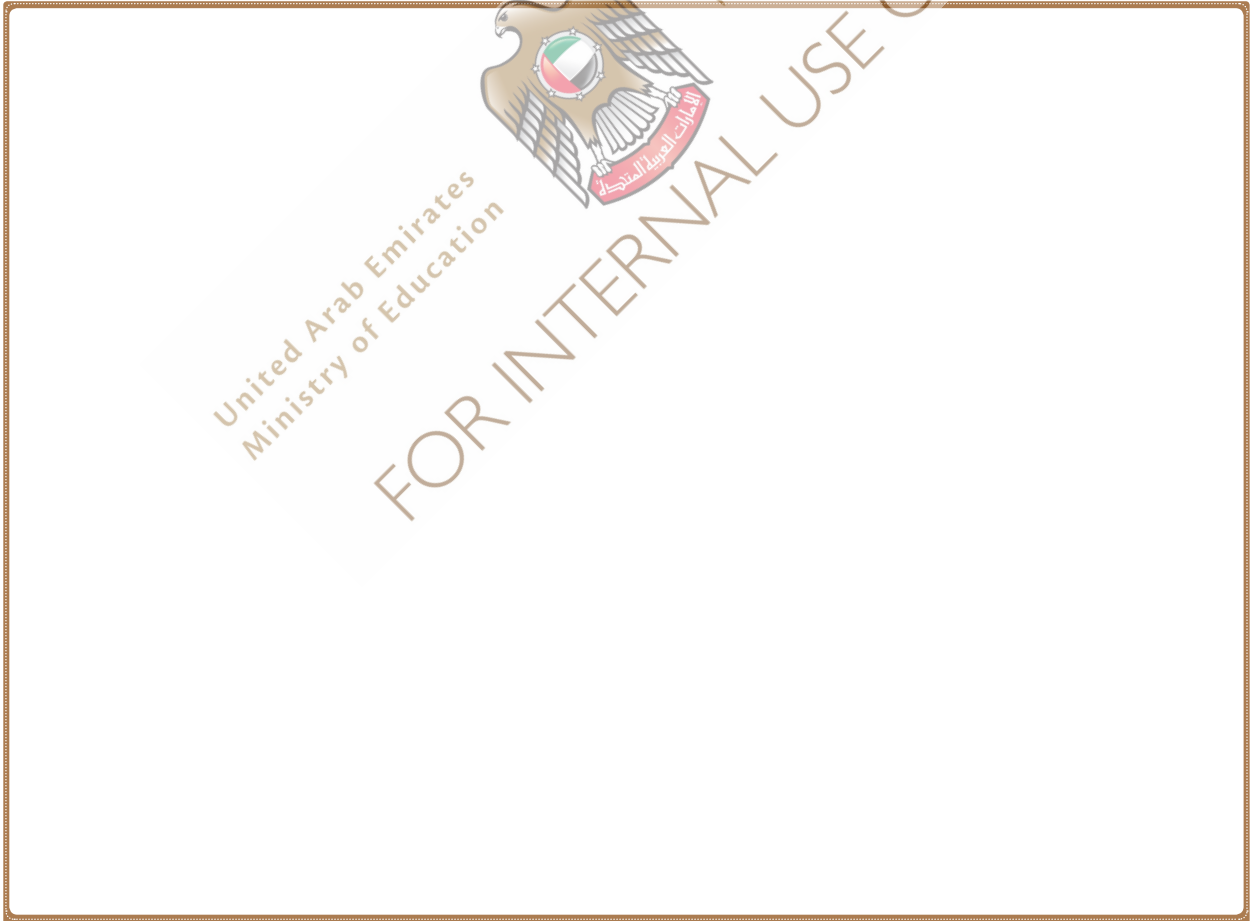 الإمارات العربية المتحدة
United Arab Emirates
Ministry of Education
FOR INTERNAL USE